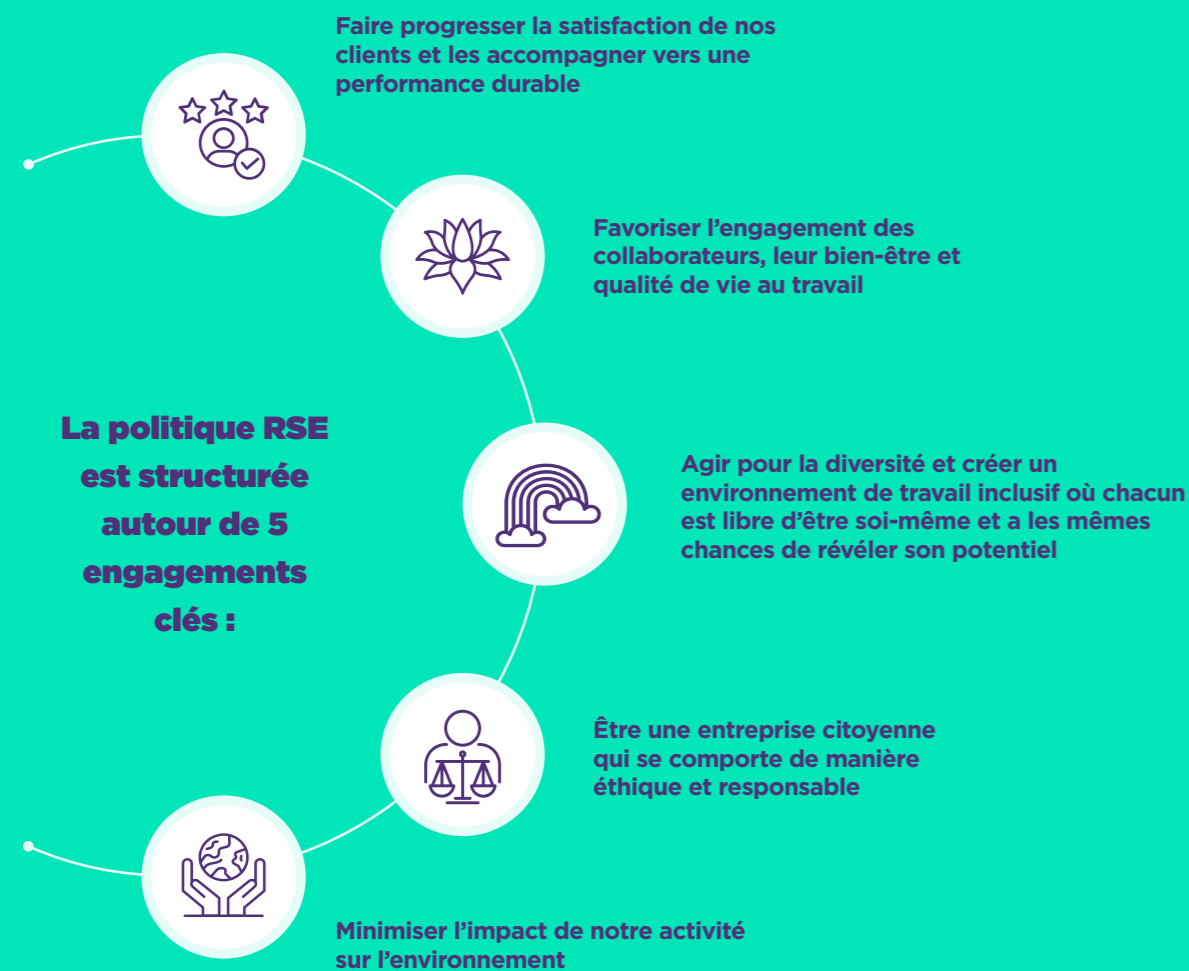 Faire progresser la satisfaction de nos
clients et les accompagner vers une
performance durable
Favoriser l’engagement des
collaborateurs, leur bien-être et
qualité de vie au travail
La politique RSE
est structurée
autour de 5
engagements
clés :
Agir pour la diversité et créer un
environnement de travail inclusif où chacun
est libre d’être soi-même et a les mêmes
chances de révéler son potentiel
Être une entreprise citoyenne
qui se comporte de manière
éthique et responsable
Minimiser l’impact de notre activité
sur l’environnement